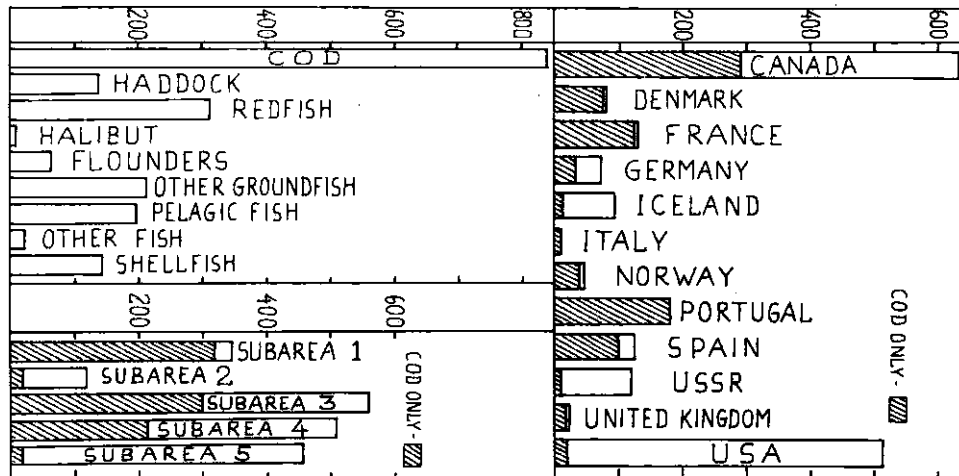 200
400
600
800
COD
HADDOCK
REDFISH
HALIBUT
FLOUNDERS
OTHER GROUNDFISH
PELAGIC FISH
OTHER FISH
SHELLFISH
200
400
600
SUBAREA 1
SUBAREA 2
SUBAREA 3
SUBAREA 4
SUBAREA 5
COD ONLY -
200
400
600
CANADA
DENMARK
FRANCE
GERMANY
ICELAND
ITALY
NORWAY
PORTUGAL
SPAIN
USSR
UNITED KINGDOM
USA
COD ONLY -